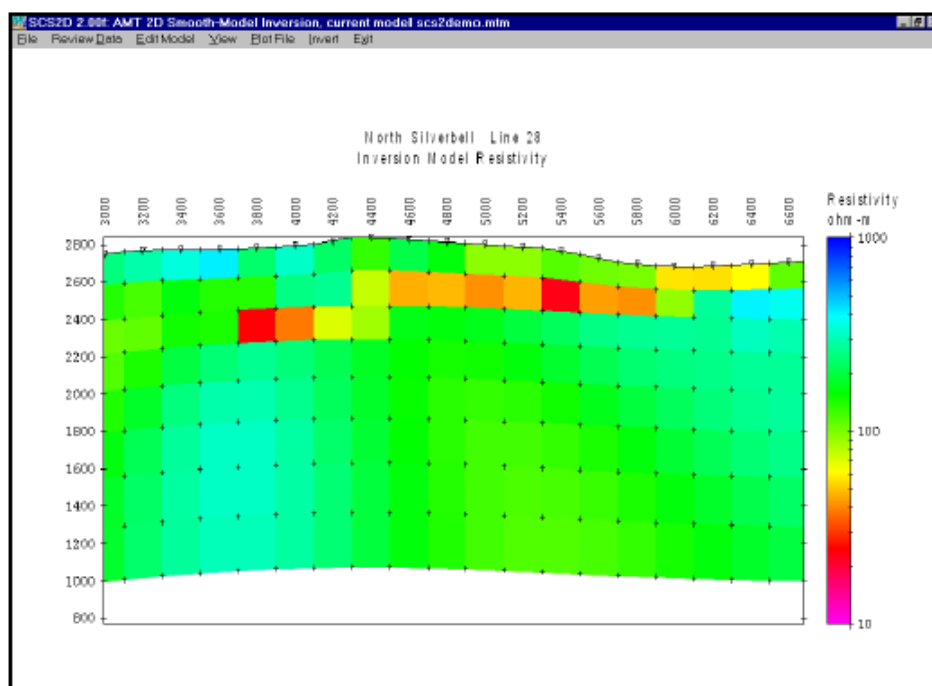 SCS2D 2.00f: AMT 2D Smooth-Model Inversion, current modell scs2demo.mtm
File Review Data Edit Model View Plot File Invert Exit
North Silverbell Line 28
Inversion Model Resistivity
3000 3200 3400 3600 3800 4000 4200 4400 4600 4800 5000 5200 5400 5600 5800 6000 6200 6400 6600
Resistivity
ohm-m
2800
2600
2400
2200
2000
1800
1600
1400
1200
1000
800
1000
100
10